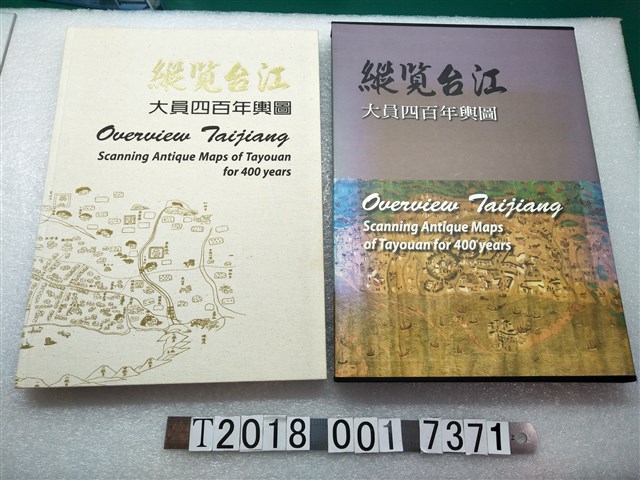 縱覽台江
大員四百年輿圖
Overview Taijiang
Scanning Antique Maps of Tayouan
for 400 years
縱覽台江
大員四百年輿圖
Overview Taijiang
Scanning Antique Maps
of Tayouan for 400 years
T2018 001 7371